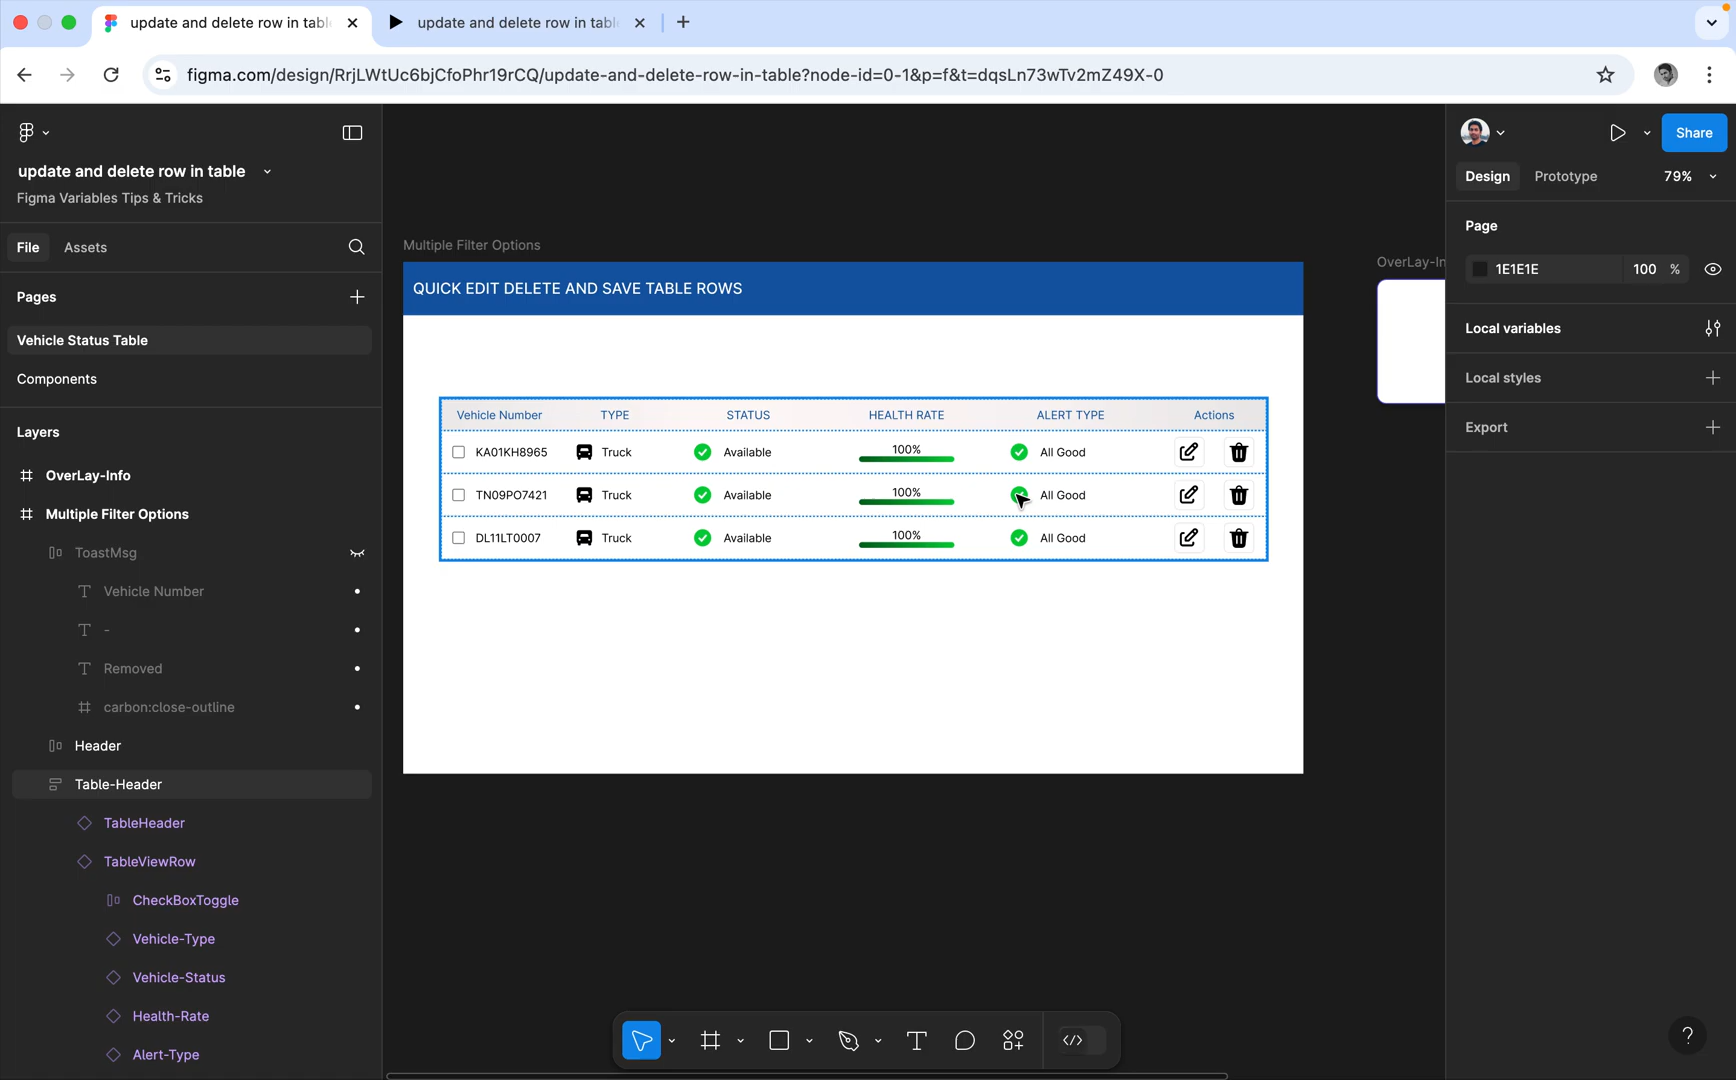 update and delete row in tabl
update and delete row in tabl
figma.com/design/RrjLWtUc6bjCfoPhr19rCQ/update-and-delete-row-in-table?node-id=0-1&p=f&t=dqsLn73wTv2mZ49X-0
update and delete row in table
Figma Variables Tips & Tricks
File
Assets
Pages
Vehicle Status Table
Components
Layers
OverLay-Info
Multiple Filter Options
ToastMsg
Vehicle Number
-
Removed
carbon:close-outline
Header
Table-Header
TableHeader
TableViewRow
CheckBoxToggle
Vehicle-Type
Vehicle-Status
Health-Rate
Alert-Type
Multiple Filter Options
QUICK EDIT DELETE AND SAVE TABLE ROWS
Vehicle Number TYPE STATUS HEALTH RATE ALERT TYPE Actions
KA01KH8965 Truck Available 100% All Good
TN09PO7421 Truck Available 100% All Good
DL11LT0007 Truck Available 100% All Good
OverLay-In
Share
Design Prototype 79%
Page
1E1E1E 100 %
Local variables
Local styles
Export
?